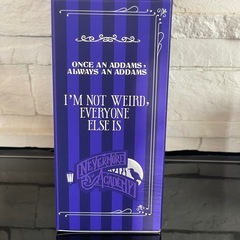 ONCE AN ADDAMS,
ALWAYS AN ADDAMS
I'M NOT WEIRD,
EVERYONE
ELSE IS
NEVERMORE
ACADEMY